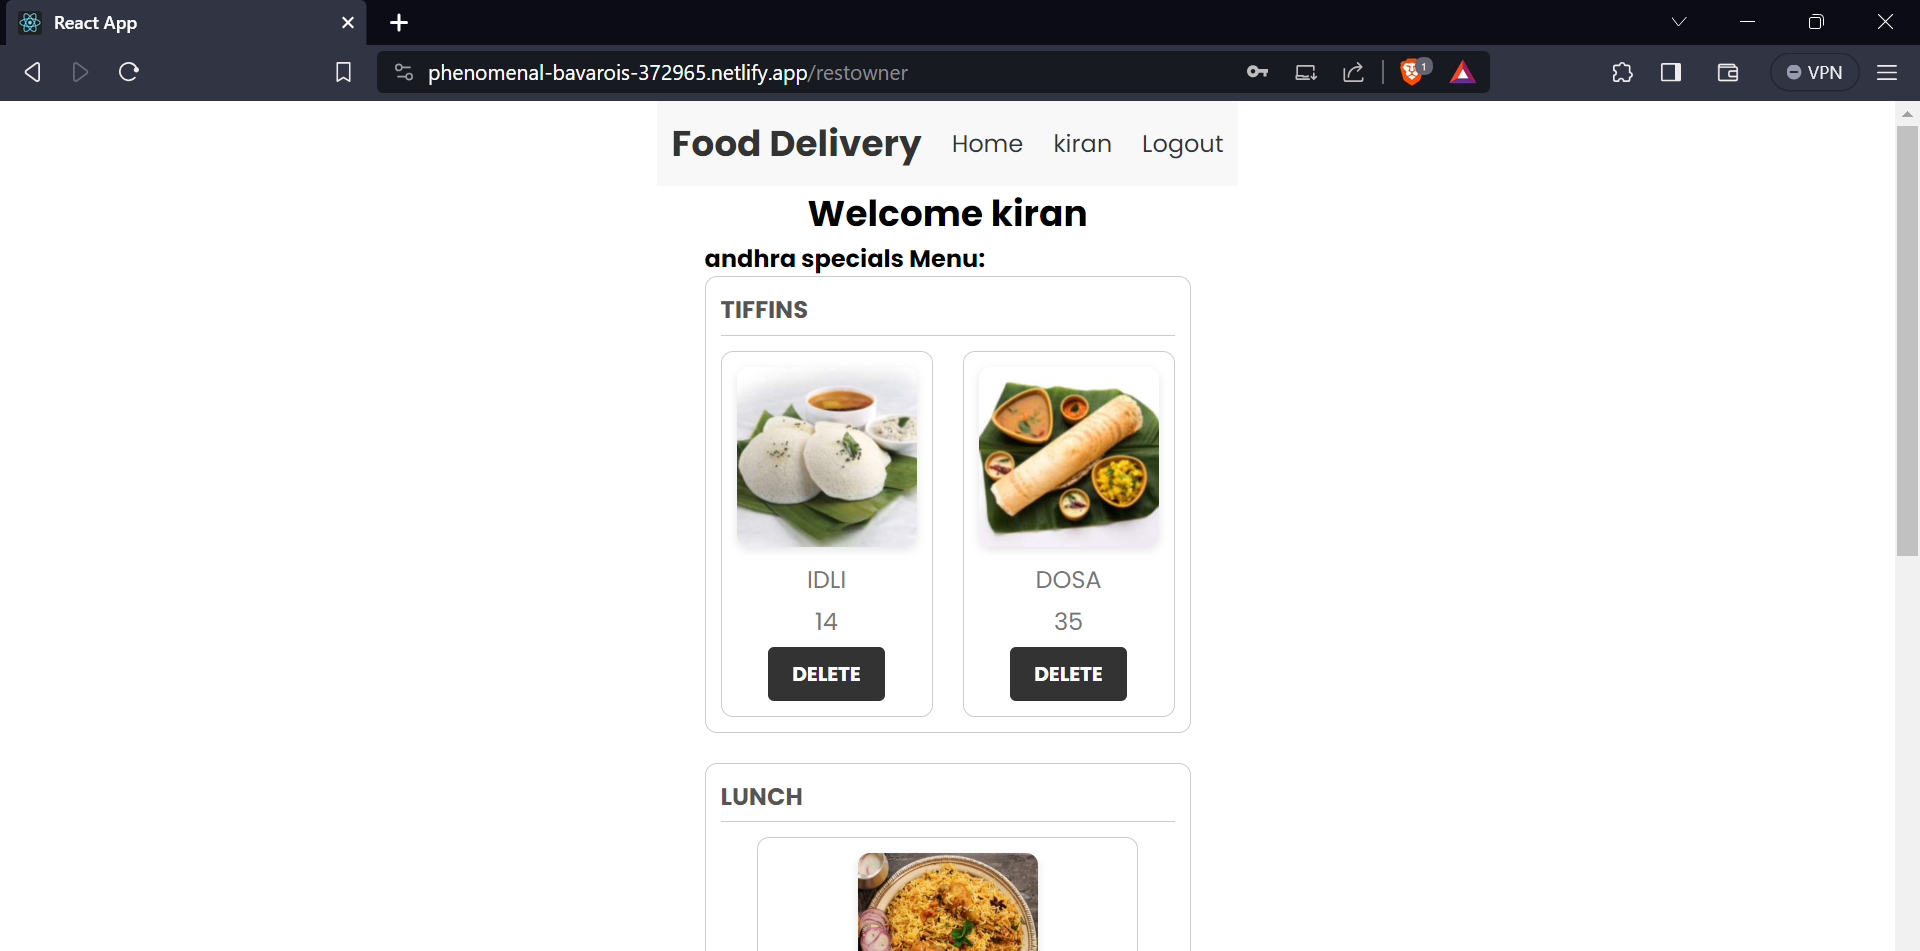 React App
phenomenal-bavarois-372965.netlify.app/restowner
1
VPN
Food Delivery Home kiran Logout
Welcome kiran
andhra specials Menu:
TIFFINS
IDLI DOSA
14 35
DELETE DELETE
LUNCH